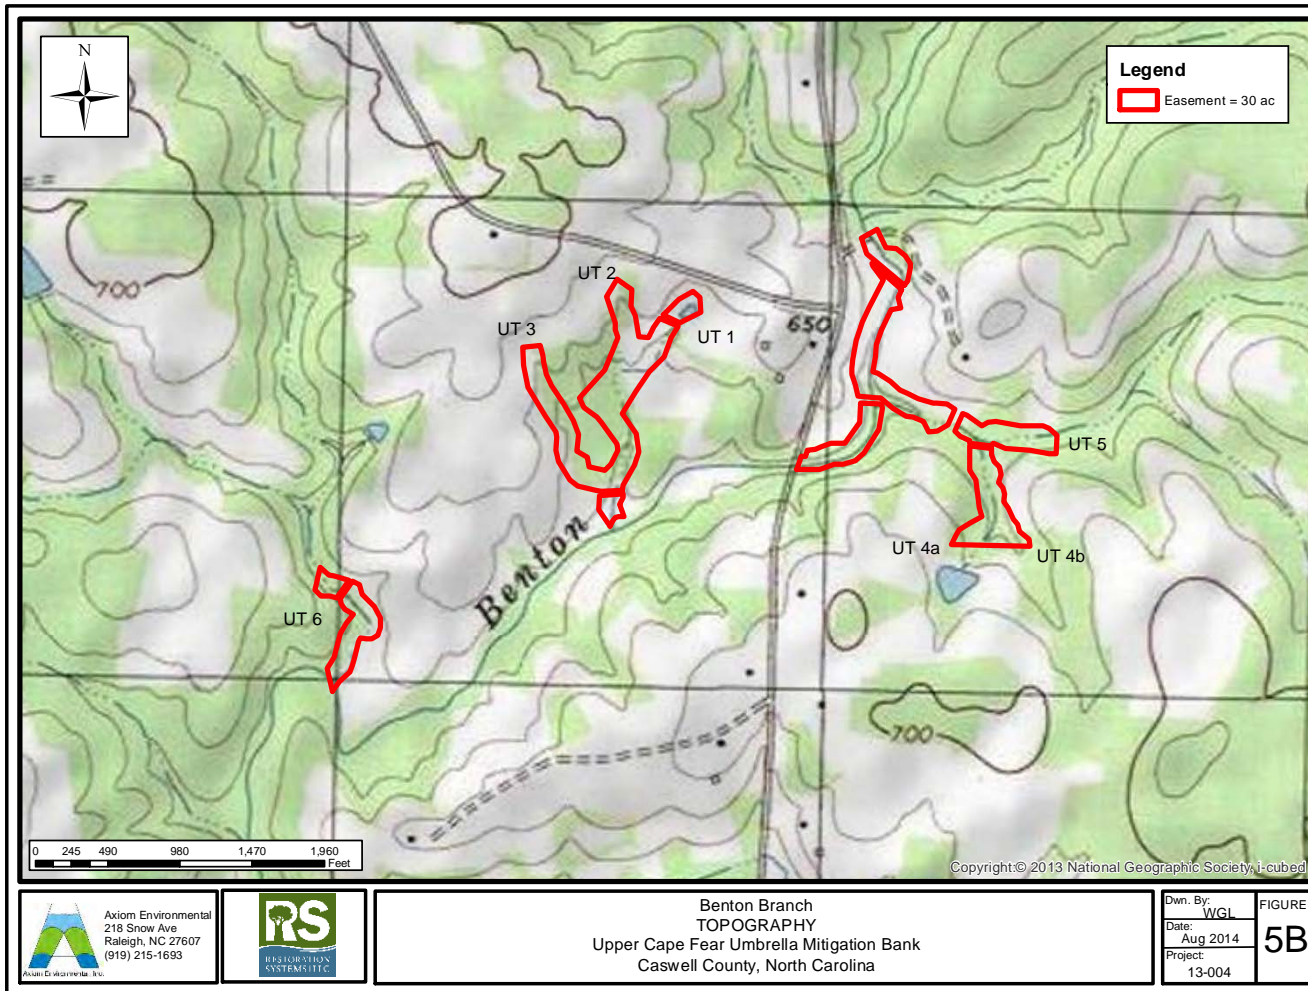 N
Legend
Easement = 30 ac
700
UT 2
UT 3
UT 1
650
UT 5
UT 4a
UT 4b
Benton
UT 6
700
0 245 490 980 1,470 1,960
Feet
Copyright:© 2013 National Geographic Society, i-cubed
Axiom Environmental
218 Snow Ave
Raleigh, NC 27607
(919) 215-1693
Axiom Environmental, Inc.
RS
RESTORATION
SYSTEMS | LLC
Benton Branch
TOPOGRAPHY
Upper Cape Fear Umbrella Mitigation Bank
Caswell County, North Carolina
Dwn. By:
WGL
Date:
Aug 2014
Project:
13-004
FIGURE
5B